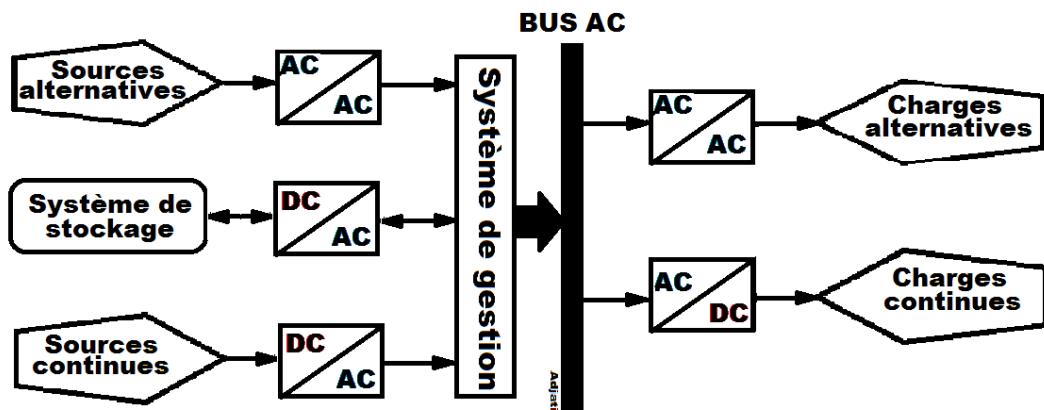 BUS AC
Sources
alternatives
AC
AC
Système de
stockage
DC
AC
Sources
continues
DC
AC
Système de gestion
Adjati
AC
AC
Charges
alternatives
AC
DC
Charges
continues